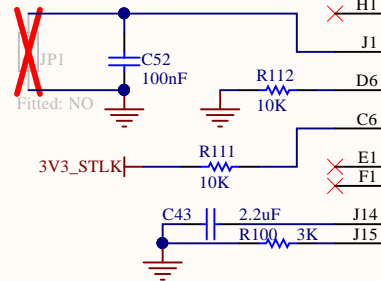 H1
JP1
C52
100nF
J1
Fitted: NO
R112
10K
D6
C6
3V3_STLK
R111
10K
E1
F1
C43
2.2uF
J14
R100
3K
J15